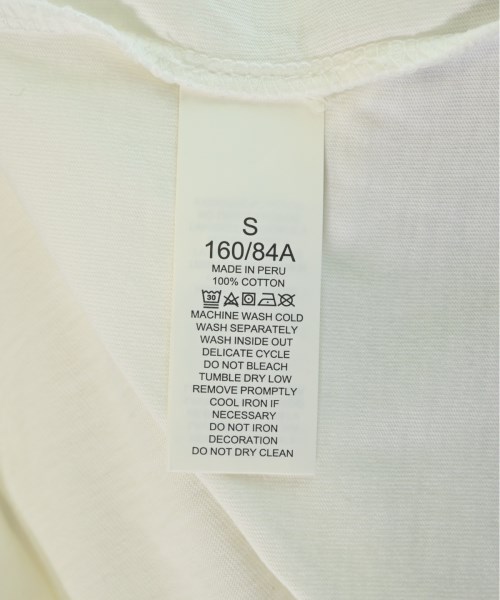 S
160/84A
MADE IN PERU
100% COTTON
30
MACHINE WASH COLD
WASH SEPARATELY
WASH INSIDE OUT
DELICATE CYCLE
DO NOT BLEACH
TUMBLE DRY LOW
REMOVE PROMPTLY
COOL IRON IF
NECESSARY
DO NOT IRON
DECORATION
DO NOT DRY CLEAN